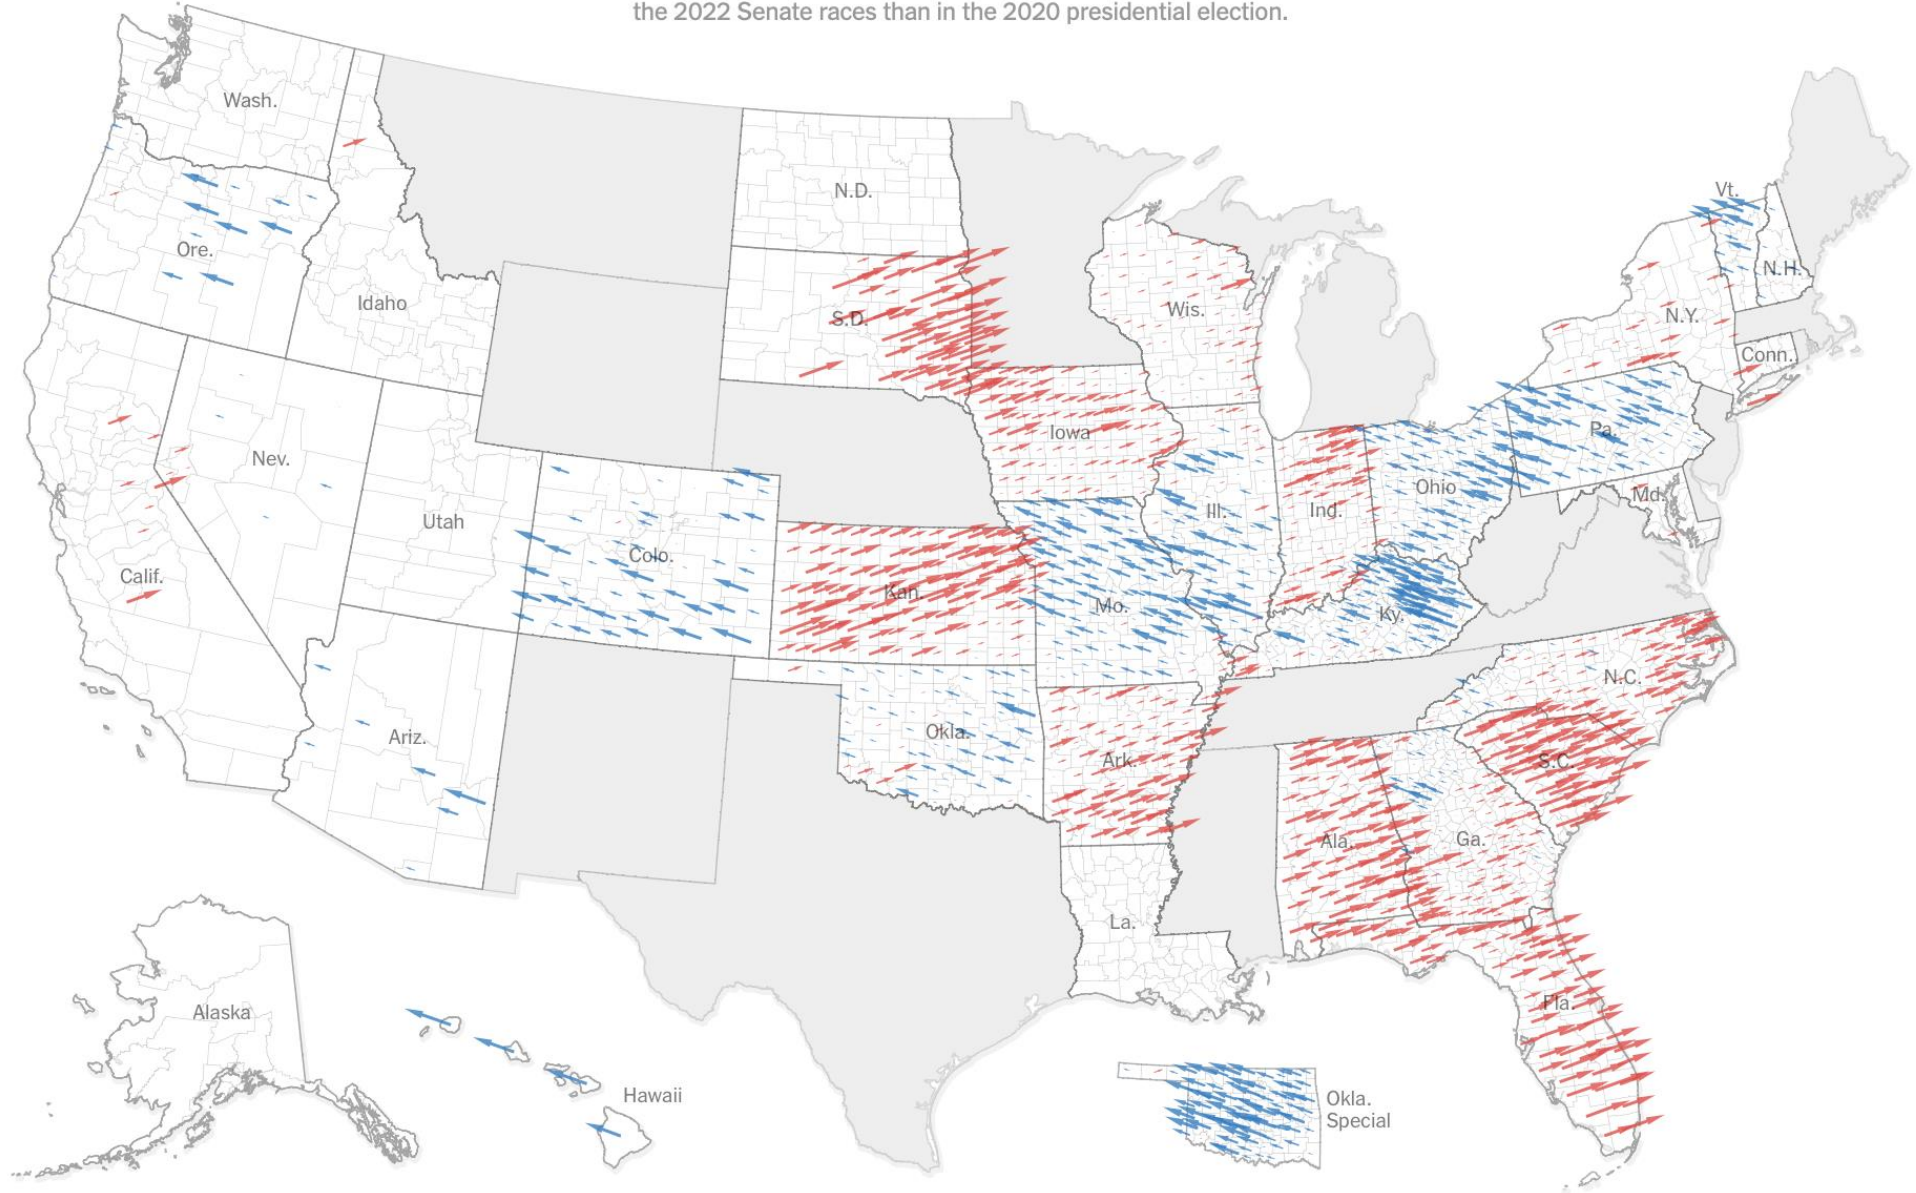 the 2022 Senate races than in the 2020 presidential election.
Wash.
N.D.
Vt.
Ore.
Idaho
S.D.
Wis.
N.H.
N.Y.
Conn.
Nev.
Iowa
Pa.
Utah
Colo.
Ill.
Ind.
Ohio
Md.
Calif.
Kan.
Mo.
Ky.
N.C.
Ariz.
Okla.
Ark.
S.C.
Ala.
Ga.
La.
Fla.
Alaska
Hawaii
Okla.
Special